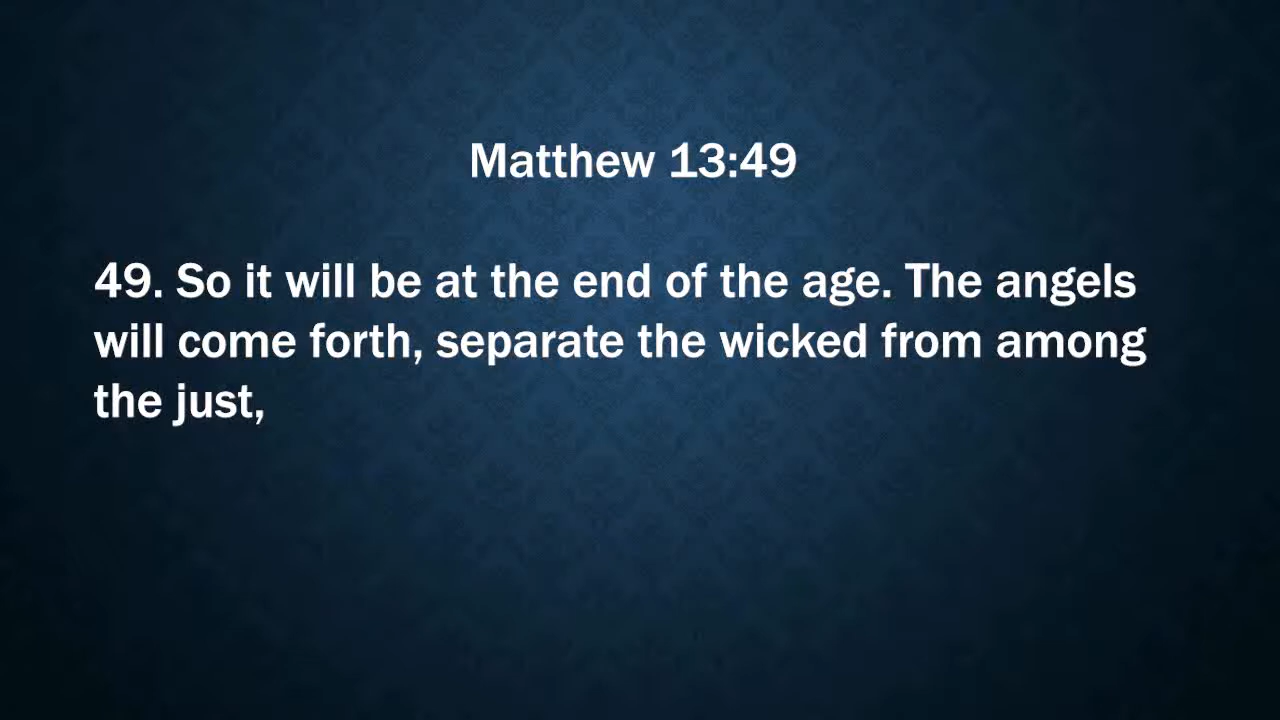 Matthew 13:49
49. So it will be at the end of the age. The angels
will come forth, separate the wicked from among
the just,